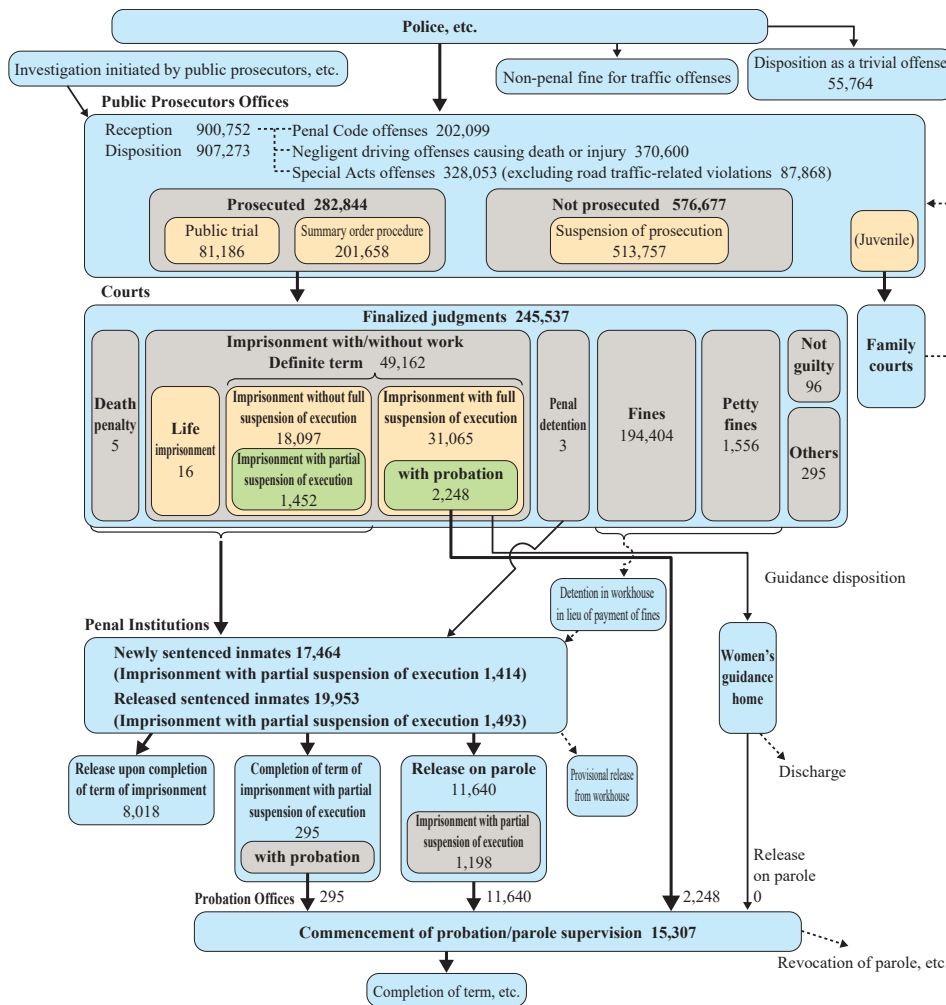 Police, etc.
Investigation initiated by public prosecutors, etc.
Non-penal fine for traffic offenses
Disposition as a trivial offense
55,764
Public Prosecutors Offices
Reception 900,752
Penal Code offenses 202,099
Disposition 907,273
Negligent driving offenses causing death or injury 370,600
Special Acts offenses 328,053 (excluding road traffic-related violations 87,868)
Prosecuted 282,844
Public trial
81,186
Summary order procedure
201,658
Not prosecuted 576,677
Suspension of prosecution
513,757
(Juvenile)
Courts
Finalized judgments 245,537
Family
courts
Death
penalty
5
Imprisonment with/without work
Definite term 49,162
Life
imprisonment
16
Imprisonment without full
suspension of execution
18,097
Imprisonment with partial
suspension of execution
1,452
Imprisonment with full
suspension of execution
31,065
with probation
2,248
Penal
detention
3
Fines
194,404
Petty
fines
1,556
Not
guilty
96
Others
295
Guidance disposition
Detention in workhouse
in lieu of payment of fines
Penal Institutions
Newly sentenced inmates 17,464
(Imprisonment with partial suspension of execution 1,414)
Released sentenced inmates 19,953
(Imprisonment with partial suspension of execution 1,493)
Women's
guidance
home
Release upon completion
of term of imprisonment
8,018
Completion of term of
imprisonment with partial
suspension of execution
295
with probation
Release on parole
11,640
Imprisonment with partial
suspension of execution
1,198
Provisional release
from workhouse
Discharge
Release
on parole
0
Probation Offices
295
11,640
2,248
Commencement of probation/parole supervision 15,307
Revocation of parole, etc.
Completion of term, etc.